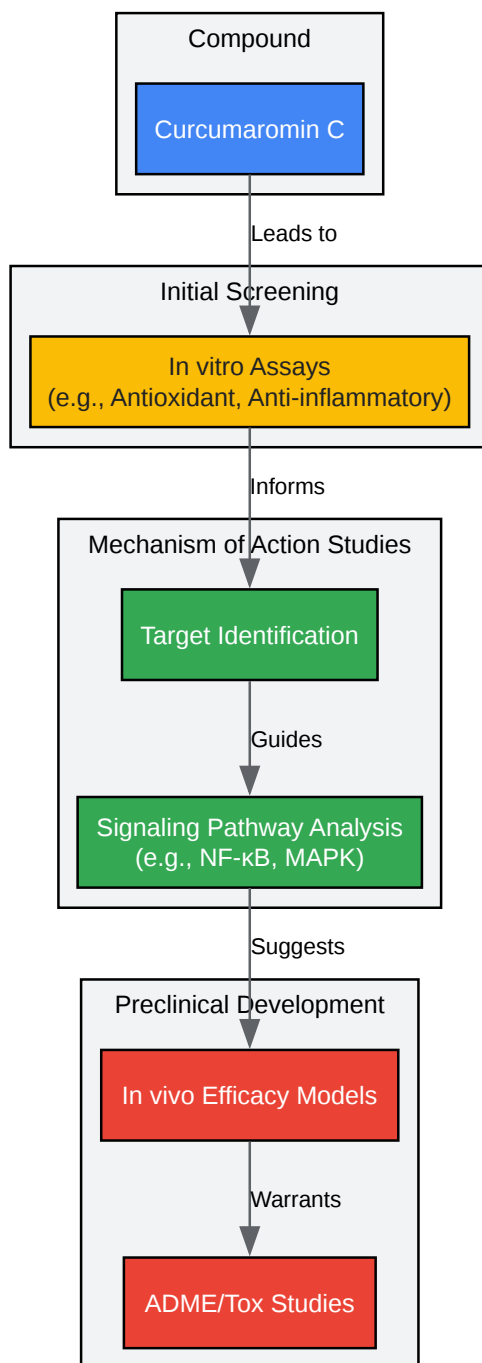 Compound
Curcumaromin C
Leads to
Initial Screening
In vitro Assays
(e.g., Antioxidant, Anti-inflammatory)
Informs
Mechanism of Action Studies
Target Identification
Guides
Signaling Pathway Analysis
(e.g., NF-κB, MAPK)
Suggests
Preclinical Development
In vivo Efficacy Models
Warrants
ADME/Tox Studies